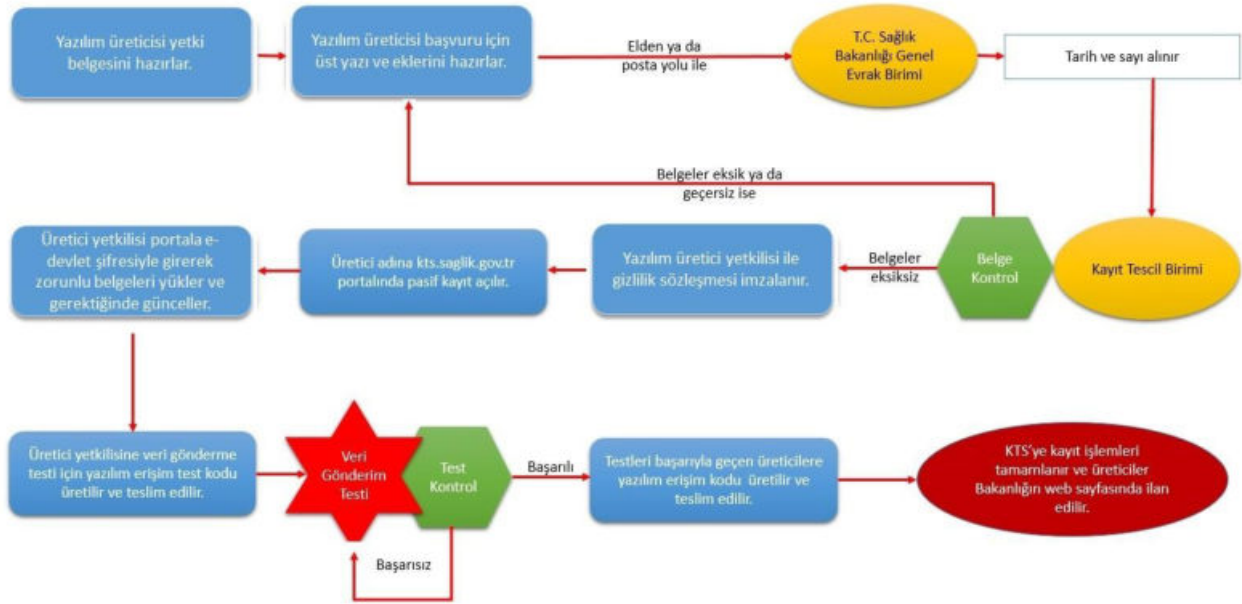 Yazılım üreticisi yetki
belgesini hazırlar.
Yazılım üreticisi başvuru için
üst yazı ve eklerini hazırlar.
Elden ya da
posta yolu ile
T.C. Sağlık
Bakanlığı Genel
Evrak Birimi
Tarih ve sayı alınır
Belgeler eksik ya da
geçersiz ise
Kayıt Tescil Birimi
Belge
Kontrol
Belgeler
eksiksiz
Yazılım üretici yetkilisi ile
gizlilik sözleşmesi imzalanır.
Üretici adına kts.saglik.gov.tr
portalında pasif kayıt açılır.
Üretici yetkilisi portala e-
devlet şifresiyle girerek
zorunlu belgeleri yükler ve
gerektiğinde günceller.
Üretici yetkilisine veri gönderme
testi için yazılım erişim test kodu
üretilir ve teslim edilir.
Veri
Gönderim
Testi
Test
Kontrol
Başarısız
Başarılı
Testleri başarıyla geçen üreticilere
yazılım erişim kodu üretilir ve
teslim edilir.
KTS'ye kayıt işlemleri
tamamlanır ve üreticiler
Bakanlığın web sayfasında ilan
edilir.